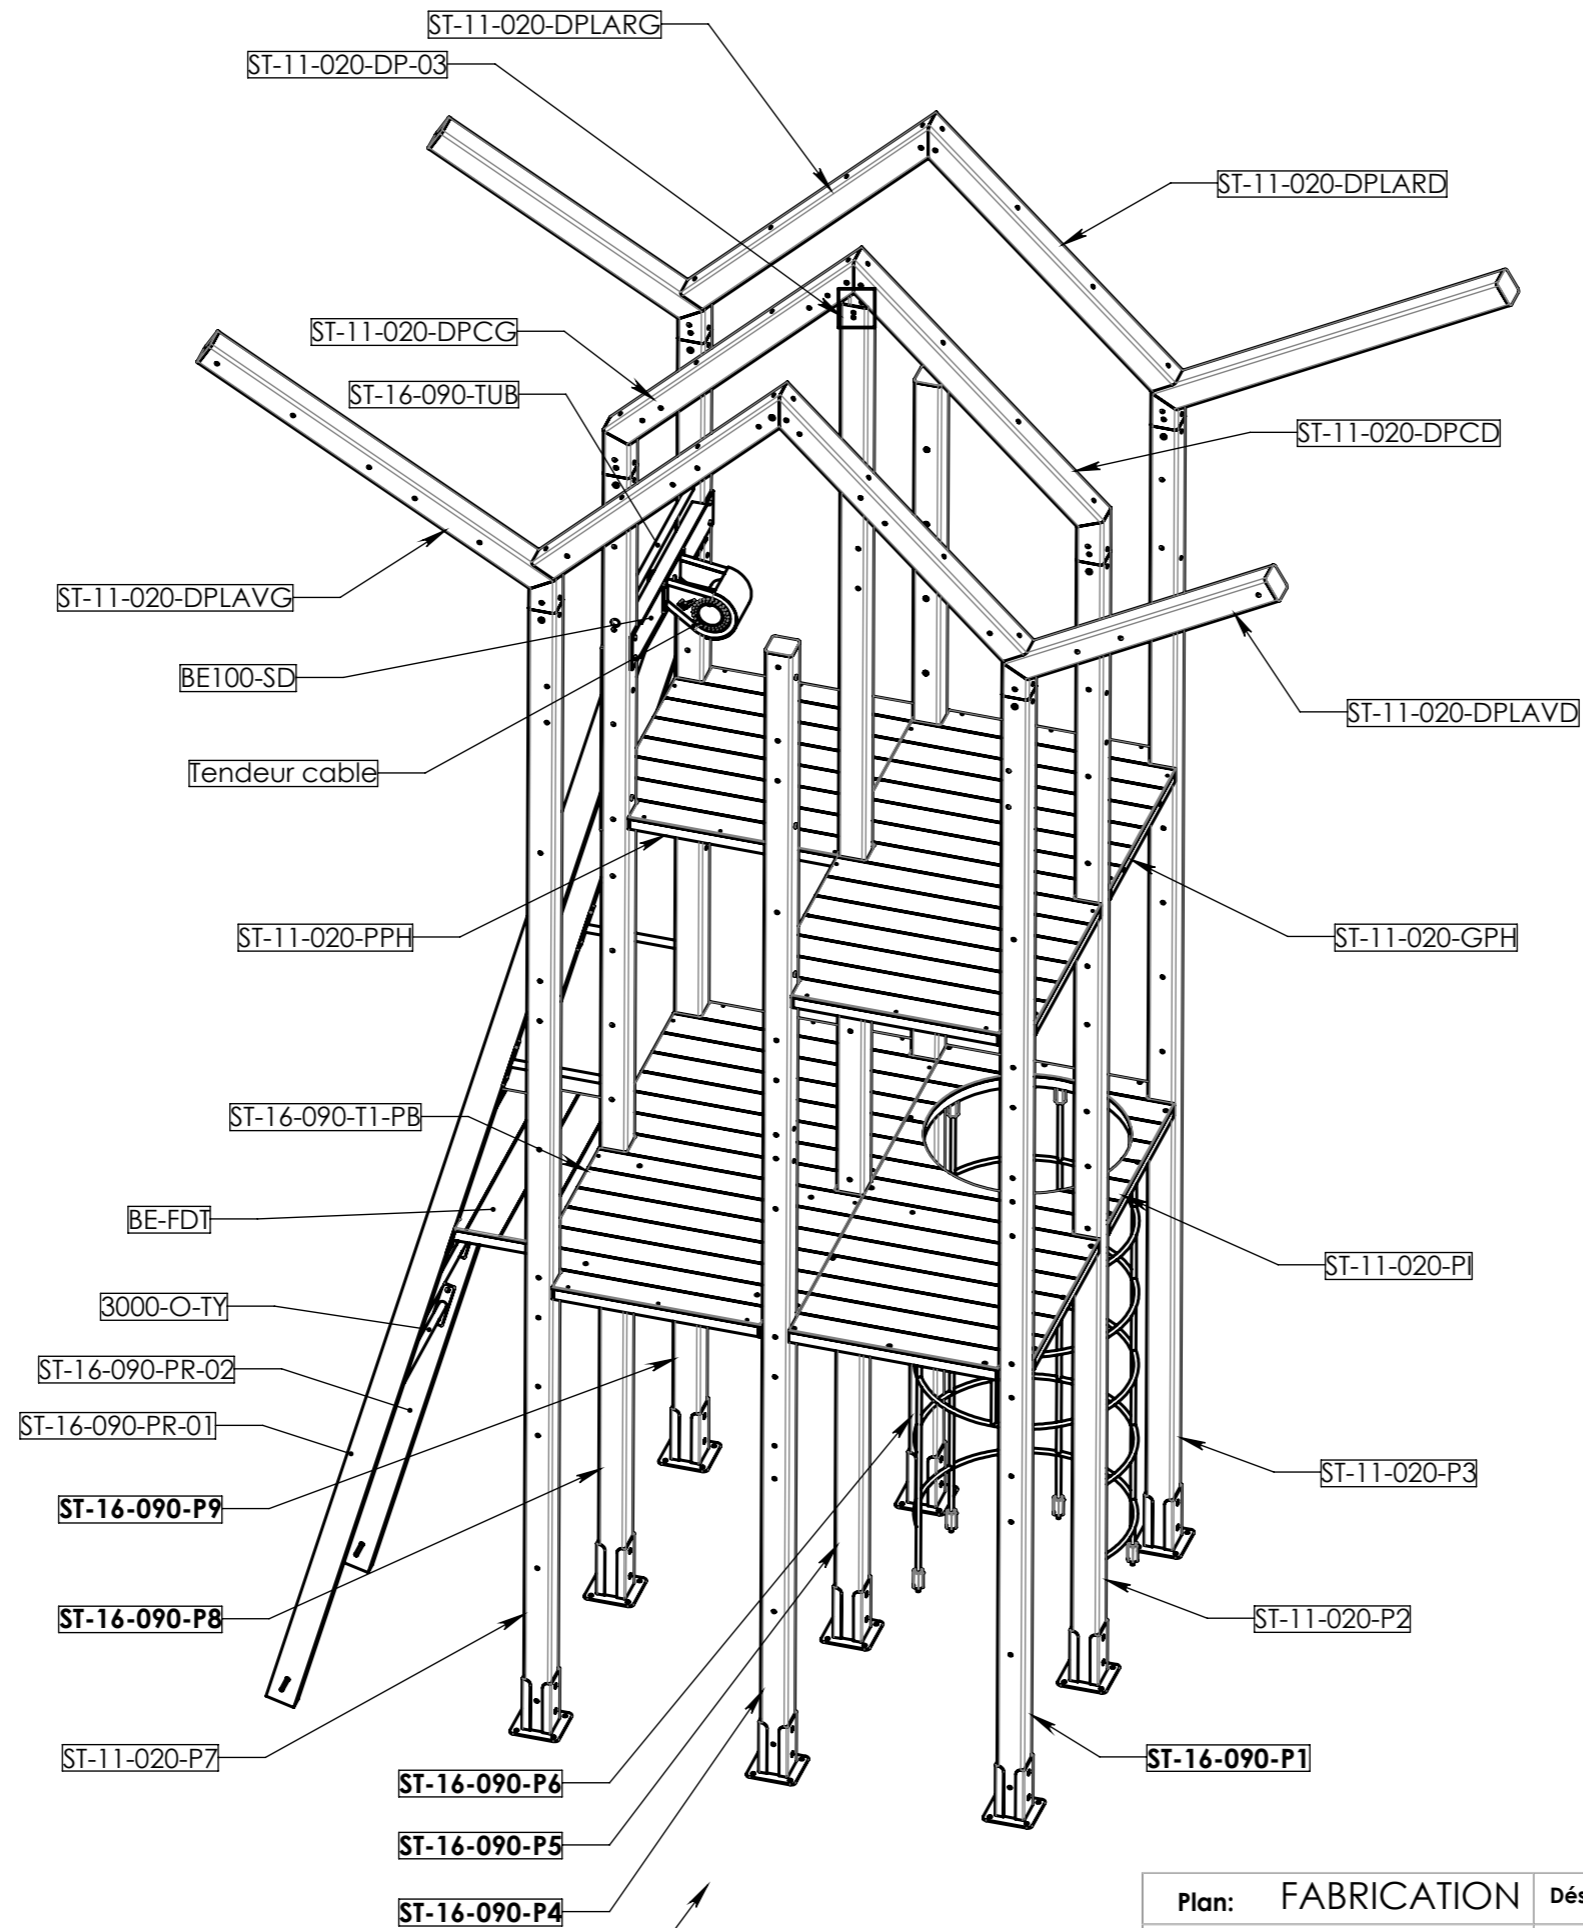 ST-11-020-DPLARG
ST-11-020-DP-03
ST-11-020-DPLARD
ST-11-020-DPCG
ST-16-090-TUB
ST-11-020-DPCD
ST-11-020-DPLAVG
BE100-SD
ST-11-020-DPLAVD
Tendeur cable
ST-11-020-PPH
ST-11-020-GPH
ST-16-090-T1-PB
BE-FDT
ST-11-020-PI
3000-O-TY
ST-16-090-PR-02
ST-16-090-PR-01
ST-11-020-P3
ST-16-090-P9
ST-16-090-P8
ST-11-020-P2
ST-11-020-P7
ST-16-090-P1
ST-16-090-P6
ST-16-090-P5
ST-16-090-P4
Plan: FABRICATION Dés